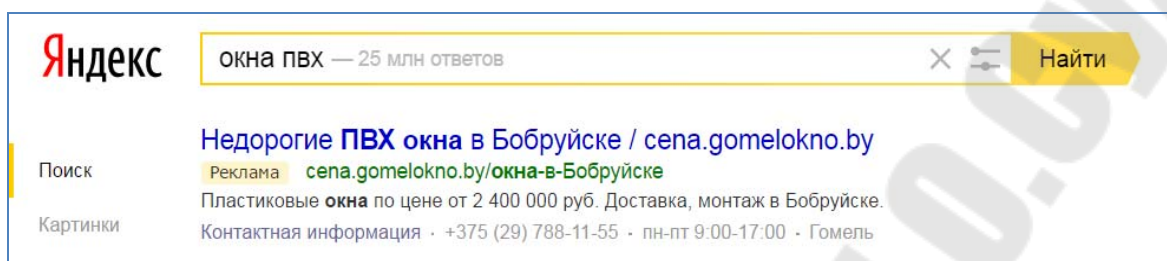 Яндекс
окна пвх — 25 млн ответов
Найти
Поиск
Картинки
Недорогие ПВХ окна в Бобруйске / cena.gomelokno.by
Реклама cena.gomelokno.by/окна-в-Бобруйске
Пластиковые окна по цене от 2 400 000 руб. Доставка, монтаж в Бобруйске.
Контактная информация · +375 (29) 788-11-55 · пн-пт 9:00-17:00 · Гомель